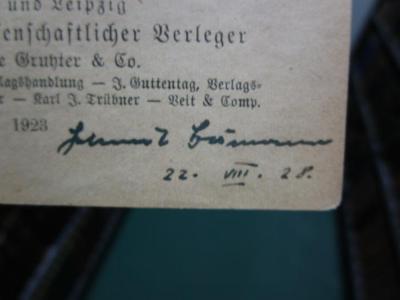 und Leipzig
enschaftlicher Verleger
e Gruyter & Co.
lagshandlung — J. Guttentag, Verlags-
r — Karl J. Trübner — Veit & Comp.
1923
22. VIII. 28.